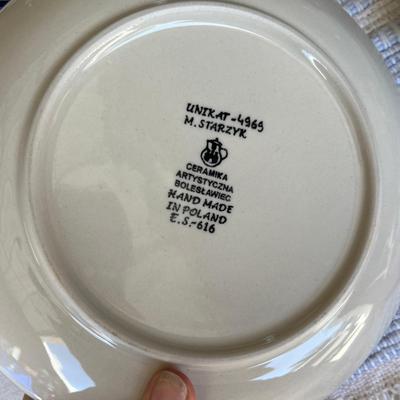 UNIKAT-4969
M. STARZYK
CERAMIKA
ARTYSTYCZNA
BOLESŁAWIEC
HAND MADE
IN POLAND
E.S.-616